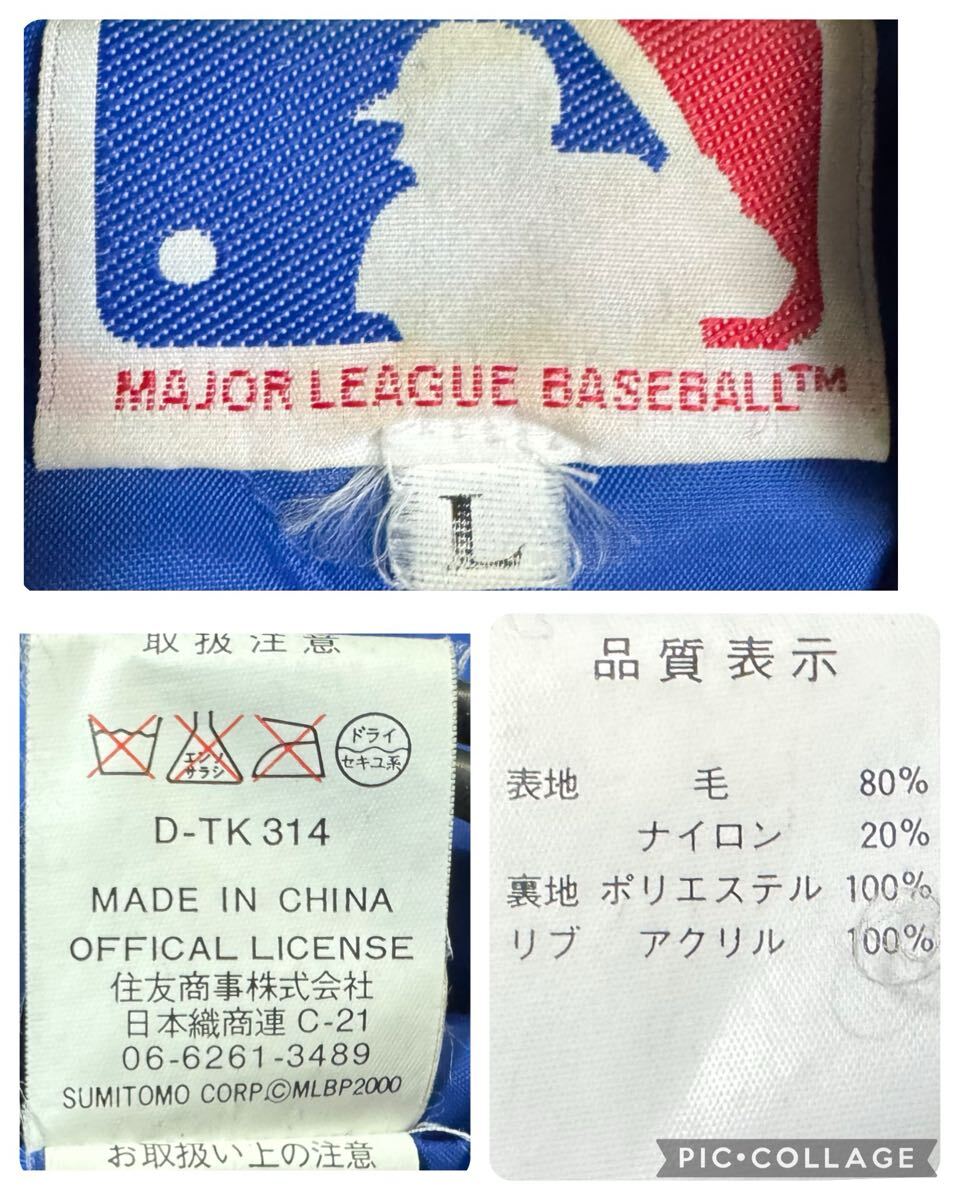 MAJOR LEAGUE BASEBALL™
L
取扱注意
エンソ
サラシ
ドライ
セキユ系
D-TK 314
MADE IN CHINA
OFFICAL LICENSE
住友商事株式会社
日本織商連 C-21
06-6261-3489
SUMITOMO CORP.©MLBP2000
お取扱い上の注意
品質表示
表地 毛 80%
ナイロン 20%
裏地 ポリエステル 100%
リブ アクリル 100%
PIC•COLLAGE